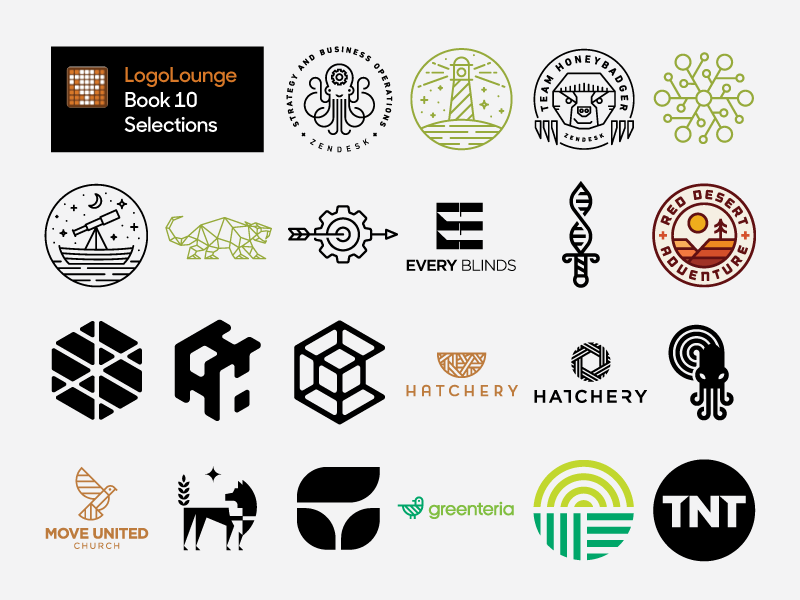 LogoLounge
Book 10
Selections
STRATEGY AND BUSINESS OPERATIONS
ZENDESK
TEAM HONEYBADGER
ZENDESK
EVERY BLINDS
RED DESERT
ADVENTURE
HATCHERY
HATCHERY
MOVE UNITED
CHURCH
greenteria
TNT